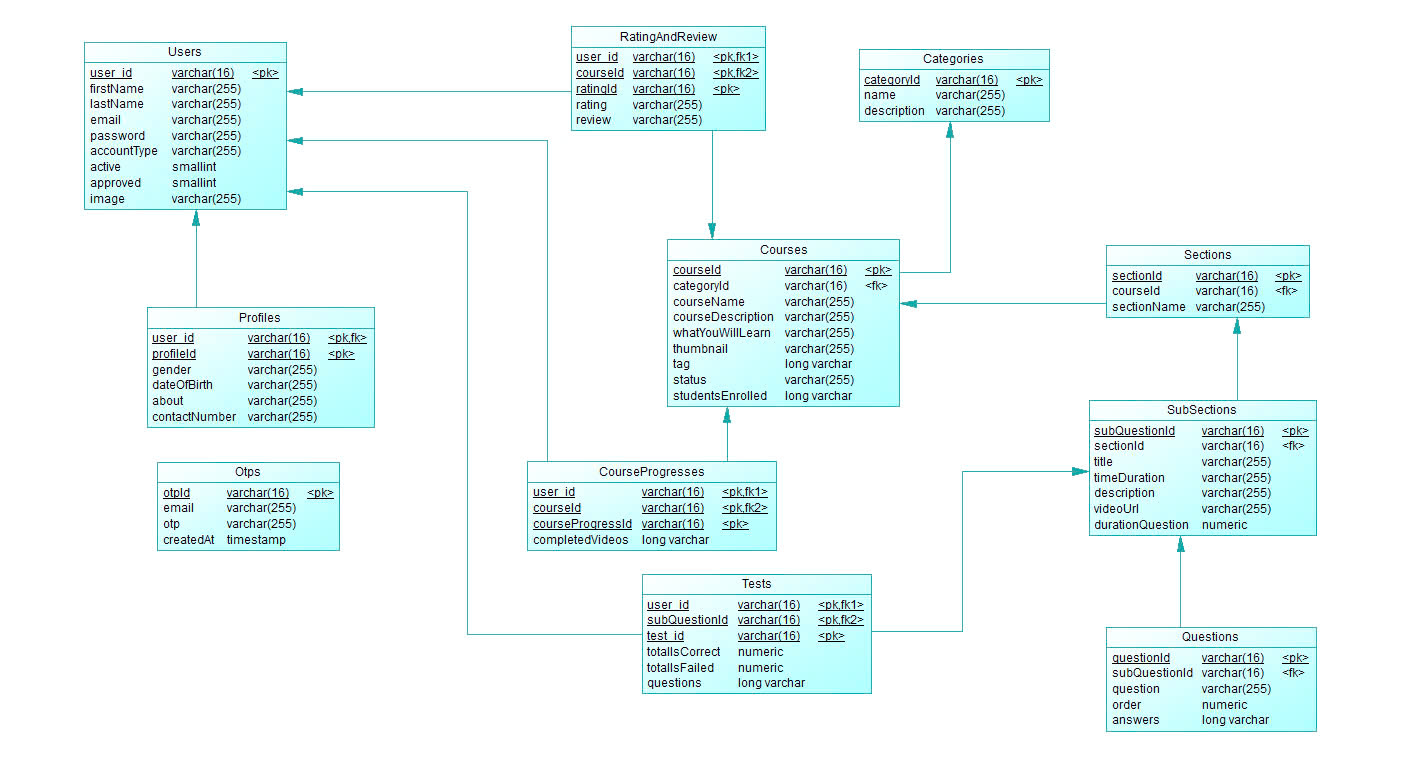 Users
user_id varchar(16) <pk>
firstName varchar(255)
lastName varchar(255)
email varchar(255)
password varchar(255)
accountType varchar(255)
active smallint
approved smallint
image varchar(255)
RatingAndReview
user_id varchar(16) <pk,fk1>
courseId varchar(16) <pk,fk2>
ratingId varchar(16) <pk>
rating varchar(255)
review varchar(255)
Categories
categoryId varchar(16) <pk>
name varchar(255)
description varchar(255)
Courses
courseId varchar(16) <pk>
categoryId varchar(16) <fk>
courseName varchar(255)
courseDescription varchar(255)
whatYouWillLearn varchar(255)
thumbnail varchar(255)
tag long varchar
status varchar(255)
studentsEnrolled long varchar
Sections
sectionId varchar(16) <pk>
courseId varchar(16) <fk>
sectionName varchar(255)
Profiles
user_id varchar(16) <pk,fk>
profileId varchar(16) <pk>
gender varchar(255)
dateOfBirth varchar(255)
about varchar(255)
contactNumber varchar(255)
SubSections
subQuestionId varchar(16) <pk>
sectionId varchar(16) <fk>
title varchar(255)
timeDuration varchar(255)
description varchar(255)
videoUrl varchar(255)
durationQuestion numeric
Otps
otpId varchar(16) <pk>
email varchar(255)
otp varchar(255)
createdAt timestamp
CourseProgresses
user_id varchar(16) <pk,fk1>
courseId varchar(16) <pk,fk2>
courseProgressId varchar(16) <pk>
completedVideos long varchar
Tests
user_id varchar(16) <pk,fk1>
subQuestionId varchar(16) <pk,fk2>
test_id varchar(16) <pk>
totalIsCorrect numeric
totalIsFailed numeric
questions long varchar
Questions
questionId varchar(16) <pk>
subQuestionId varchar(16) <fk>
question varchar(255)
order numeric
answers long varchar